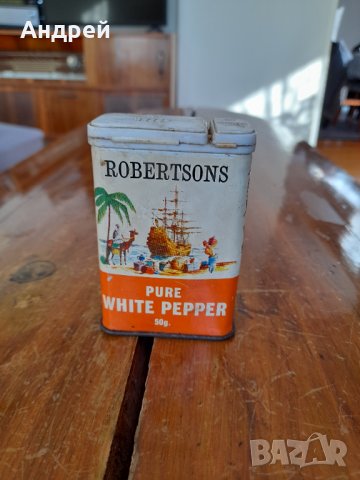 Андрей
ROBERTSONS
PURE
WHITE PEPPER
50g.
BAZAR